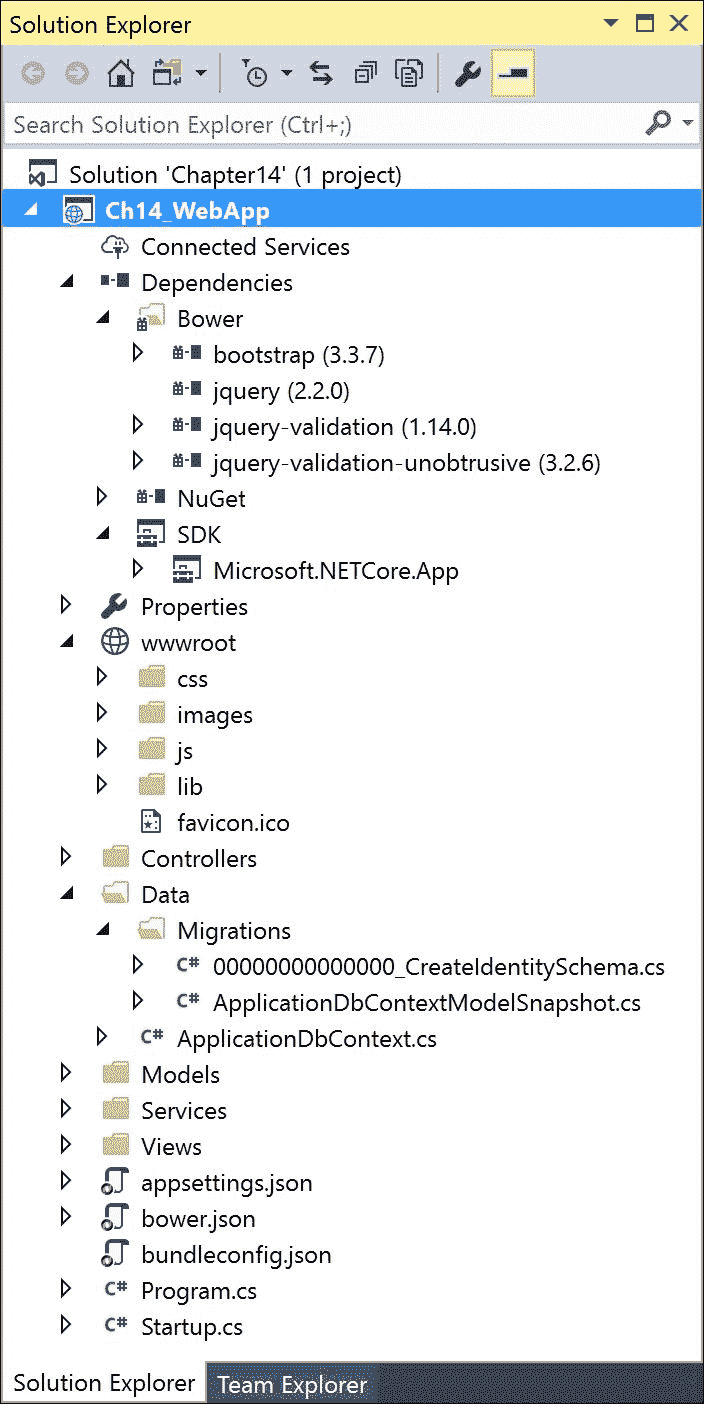 Solution Explorer
Search Solution Explorer (Ctrl+;)
Solution 'Chapter14' (1 project)
Ch14_WebApp
Connected Services
Dependencies
Bower
bootstrap (3.3.7)
jquery (2.2.0)
jquery-validation (1.14.0)
jquery-validation-unobtrusive (3.2.6)
NuGet
SDK
Microsoft.NETCore.App
Properties
wwwroot
css
images
js
lib
favicon.ico
Controllers
Data
Migrations
C# 00000000000000_CreateIdentitySchema.cs
C# ApplicationDbContextModelSnapshot.cs
C# ApplicationDbContext.cs
Models
Services
Views
appsettings.json
bower.json
bundleconfig.json
C# Program.cs
C# Startup.cs
Solution Explorer Team Explorer